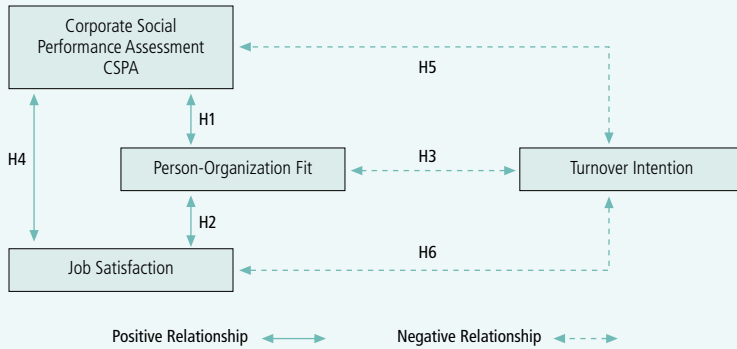 Corporate Social
Performance Assessment
CSPA
H5
H1
H4
Person-Organization Fit
H3
Turnover Intention
H2
Job Satisfaction
H6
Positive Relationship
Negative Relationship